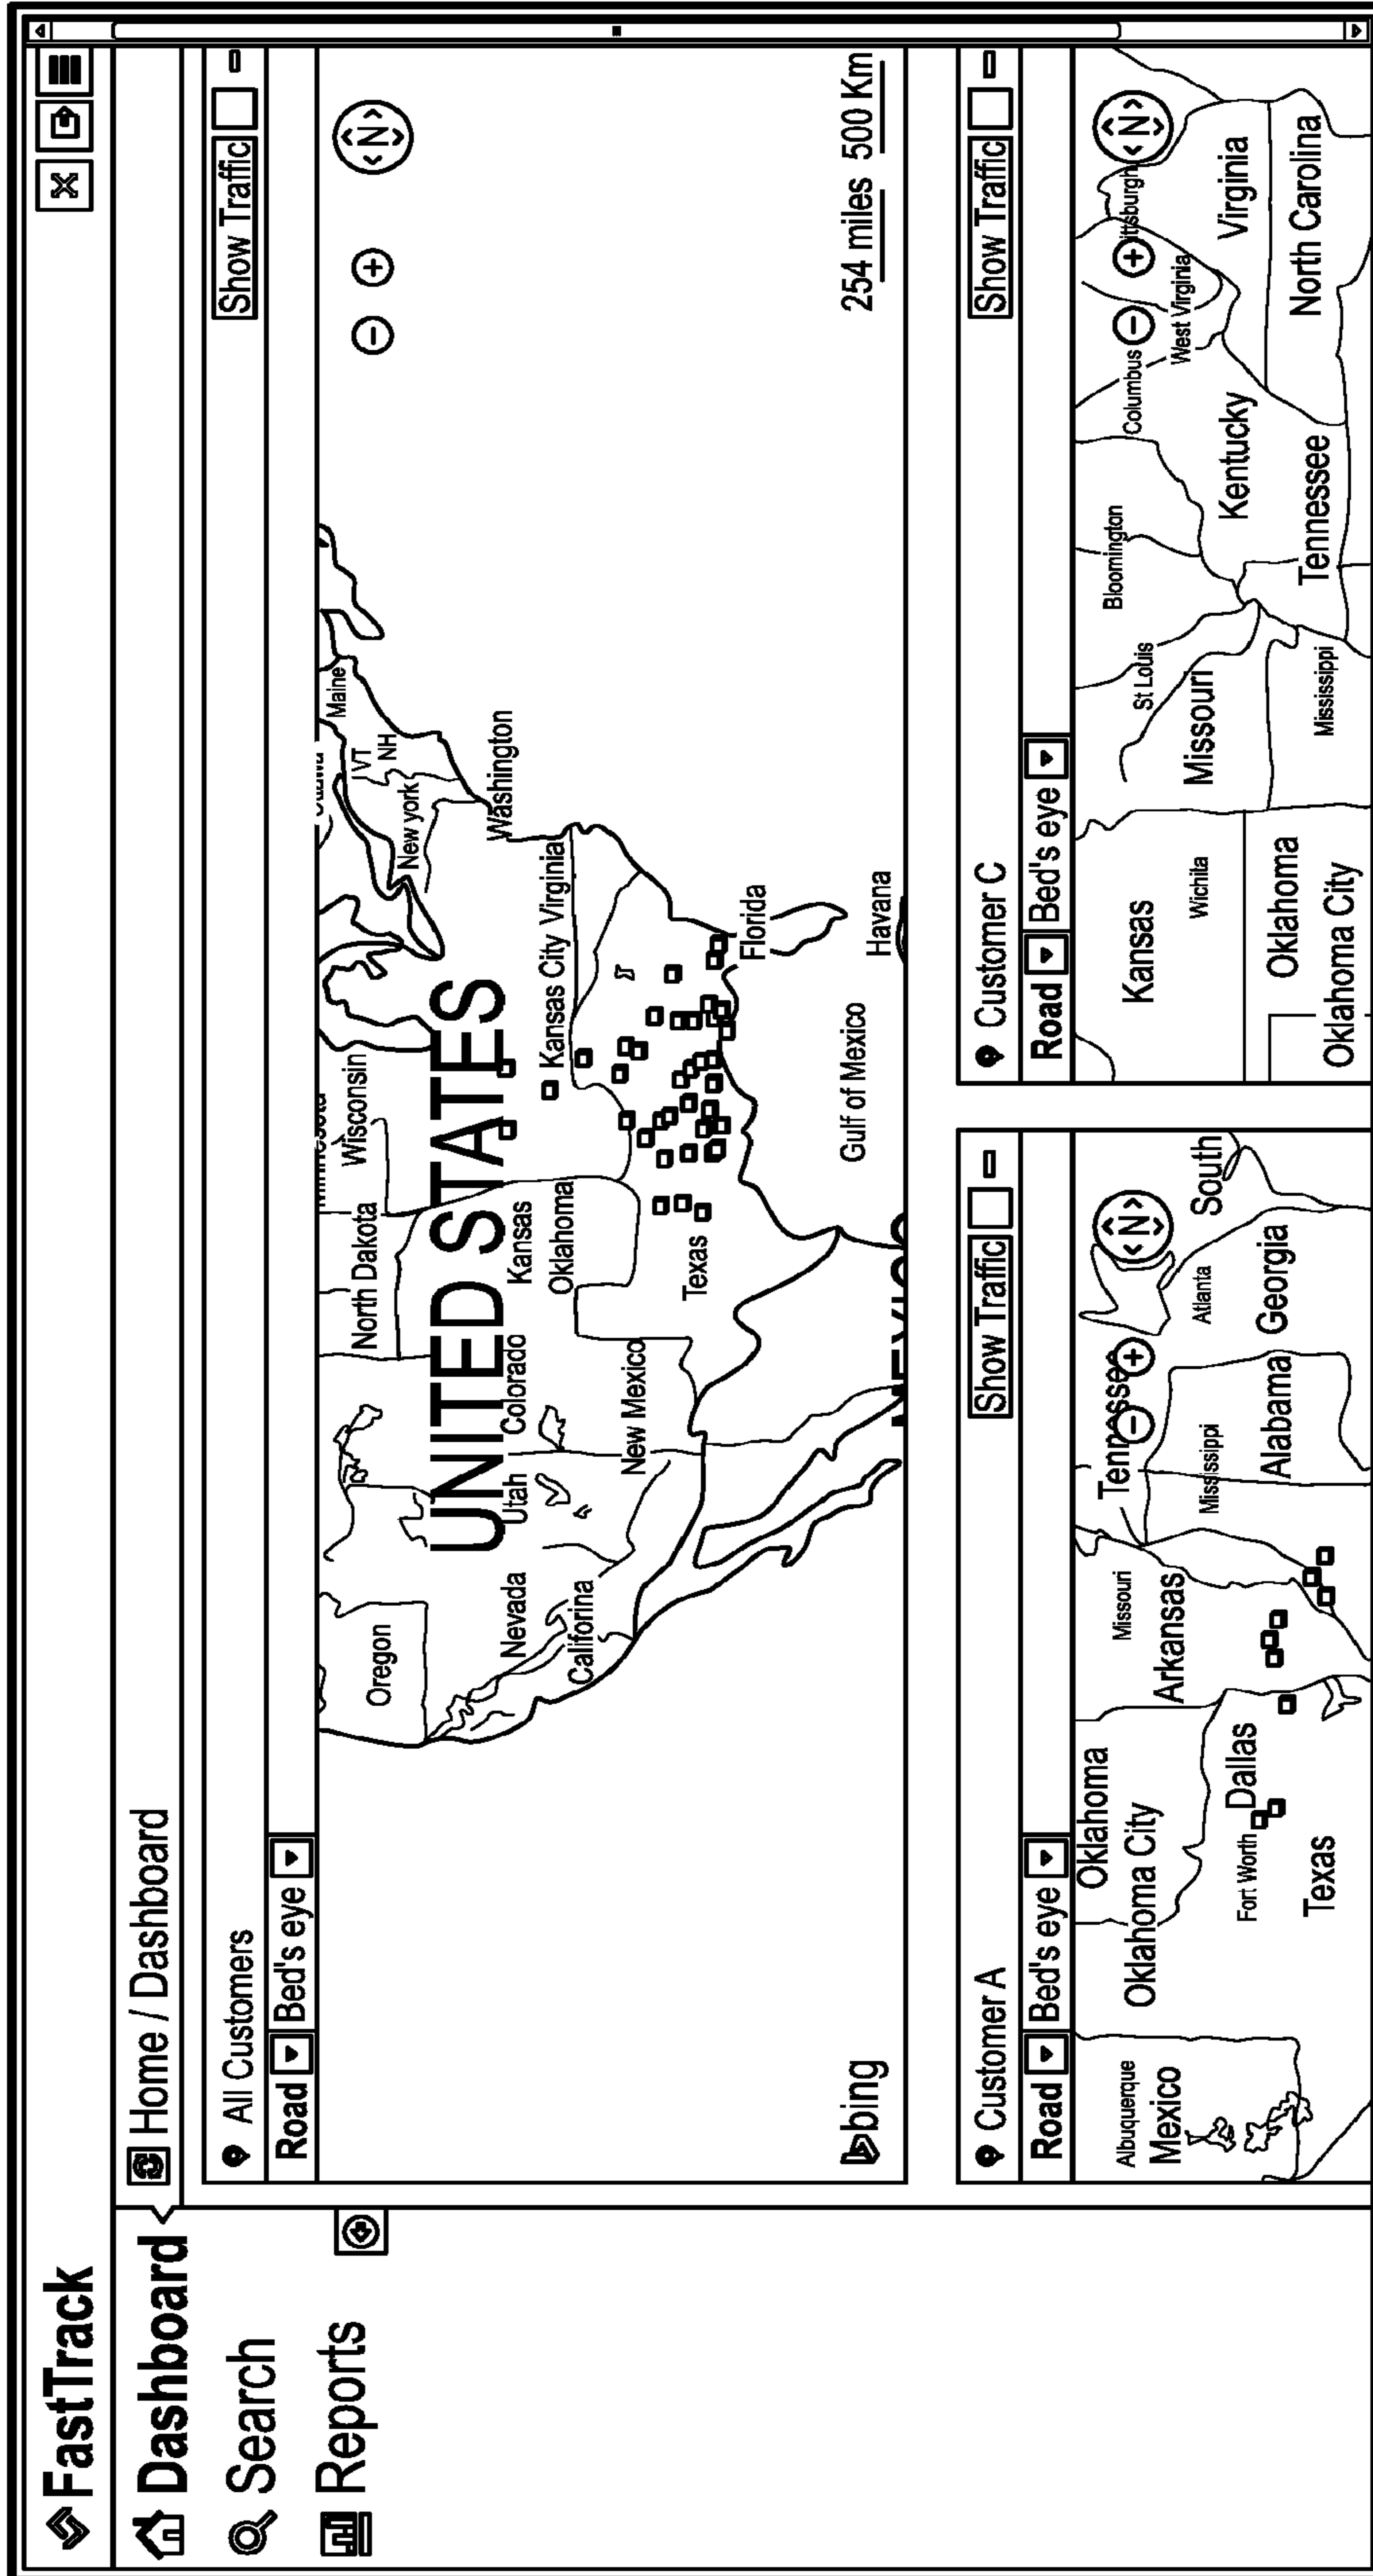 FastTrack
Dashboard
Search
Reports
Home / Dashboard
All Customers
Show Traffic
Road Bed's eye
N
Oregon
Nevada
Califorina
Utah
Colorado
New Mexico
North Dakota
Wisconsin
UNITED STATES
Kansas
Oklahoma
Texas
Kansas City Virginia
Maine
VT
NH
New york
Washington
Florida
Havana
Gulf of Mexico
bing
254 miles 500 Km
Customer A
Show Traffic
Road Bed's eye
N
Albuquerque
Mexico
Oklahoma
Oklahoma City
Fort Worth
Dallas
Texas
Missouri
Arkansas
Tennessee
Mississippi
Alabama
Atlanta
Georgia
South
Customer C
Show Traffic
Road Bed's eye
N
Kansas
Wichita
Oklahoma
Oklahoma City
St Louis
Missouri
Mississippi
Bloomington
Columbus
Kentucky
Tennessee
West Virginia
ittsburgh
Virginia
North Carolina